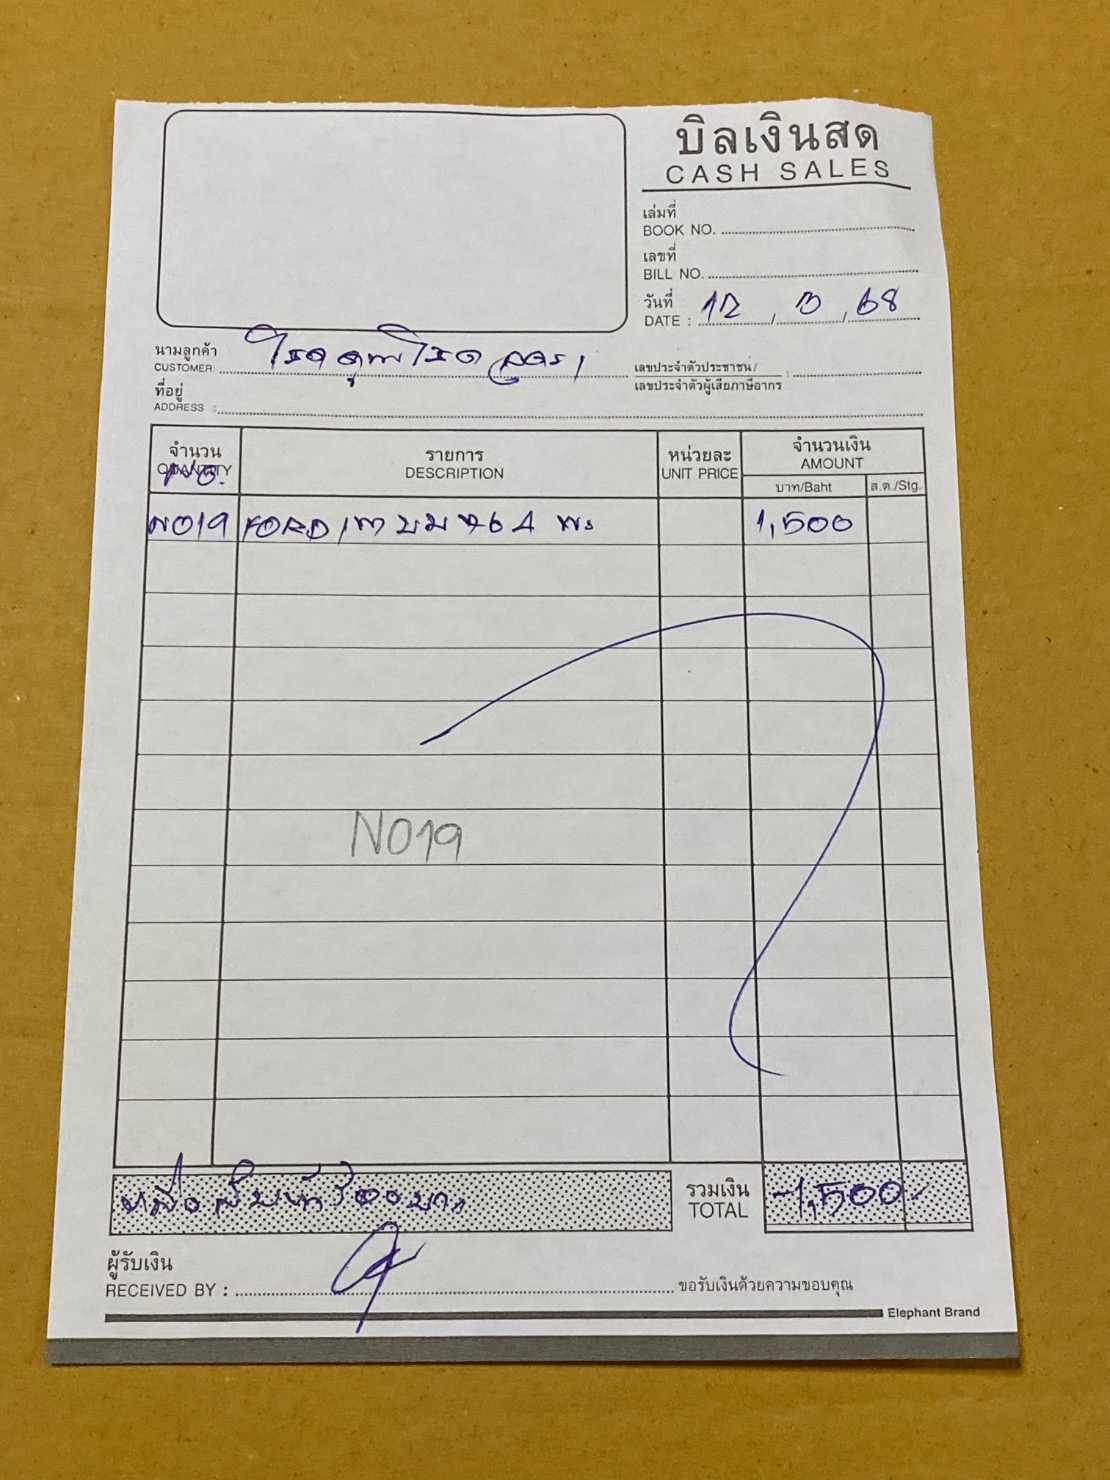 บิลเงินสด
CASH SALES
เล่มที่
BOOK NO.
เลขที่
BILL NO.
วันที่
DATE : 12 / 3 / 68
นามลูกค้า
CUSTOMER:
เลขประจำตัวประชาชน/
เลขประจำตัวผู้เสียภาษีอากร :
ที่อยู่
ADDRESS :
จำนวน
QUANTITY
No.
รายการ
DESCRIPTION
หน่วยละ
UNIT PRICE
จำนวนเงิน
AMOUNT
บาท/Baht
ส.ต./Stg.
NO19 FORD 1,500
NO19
รวมเงิน
TOTAL
-1,500-
ผู้รับเงิน
RECEIVED BY :
ขอรับเงินด้วยความขอบคุณ
Elephant Brand